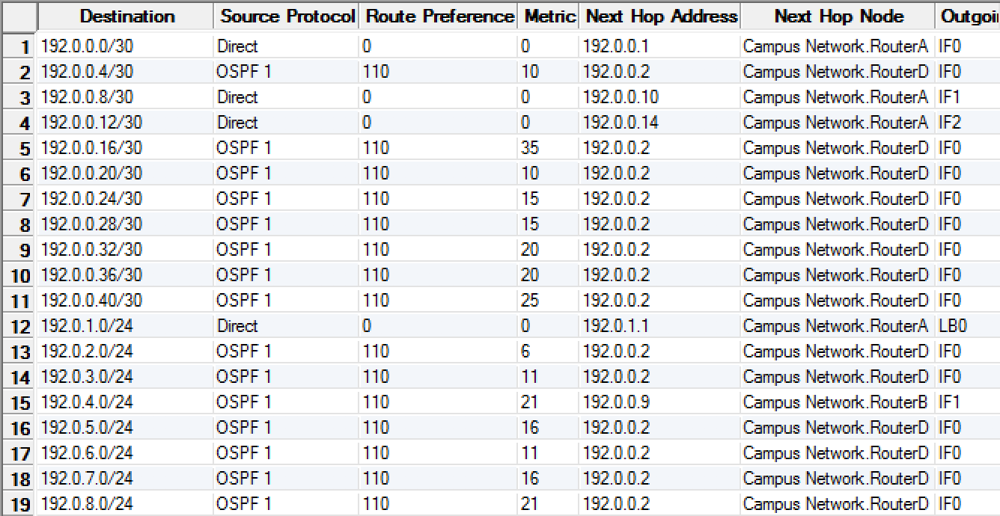 Destination Source Protocol Route Preference Metric Next Hop Address Next Hop Node Outgoi
1 192.0.0.0/30 Direct 0 0 192.0.0.1 Campus Network.RouterA IF0
2 192.0.0.4/30 OSPF 1 110 10 192.0.0.2 Campus Network.RouterD IF0
3 192.0.0.8/30 Direct 0 0 192.0.0.10 Campus Network.RouterA IF1
4 192.0.0.12/30 Direct 0 0 192.0.0.14 Campus Network.RouterA IF2
5 192.0.0.16/30 OSPF 1 110 35 192.0.0.2 Campus Network.RouterD IF0
6 192.0.0.20/30 OSPF 1 110 10 192.0.0.2 Campus Network.RouterD IF0
7 192.0.0.24/30 OSPF 1 110 15 192.0.0.2 Campus Network.RouterD IF0
8 192.0.0.28/30 OSPF 1 110 15 192.0.0.2 Campus Network.RouterD IF0
9 192.0.0.32/30 OSPF 1 110 20 192.0.0.2 Campus Network.RouterD IF0
10 192.0.0.36/30 OSPF 1 110 20 192.0.0.2 Campus Network.RouterD IF0
11 192.0.0.40/30 OSPF 1 110 25 192.0.0.2 Campus Network.RouterD IF0
12 192.0.1.0/24 Direct 0 0 192.0.1.1 Campus Network.RouterA LB0
13 192.0.2.0/24 OSPF 1 110 6 192.0.0.2 Campus Network.RouterD IF0
14 192.0.3.0/24 OSPF 1 110 11 192.0.0.2 Campus Network.RouterD IF0
15 192.0.4.0/24 OSPF 1 110 21 192.0.0.9 Campus Network.RouterB IF1
16 192.0.5.0/24 OSPF 1 110 16 192.0.0.2 Campus Network.RouterD IF0
17 192.0.6.0/24 OSPF 1 110 11 192.0.0.2 Campus Network.RouterD IF0
18 192.0.7.0/24 OSPF 1 110 16 192.0.0.2 Campus Network.RouterD IF0
19 192.0.8.0/24 OSPF 1 110 21 192.0.0.2 Campus Network.RouterD IF0